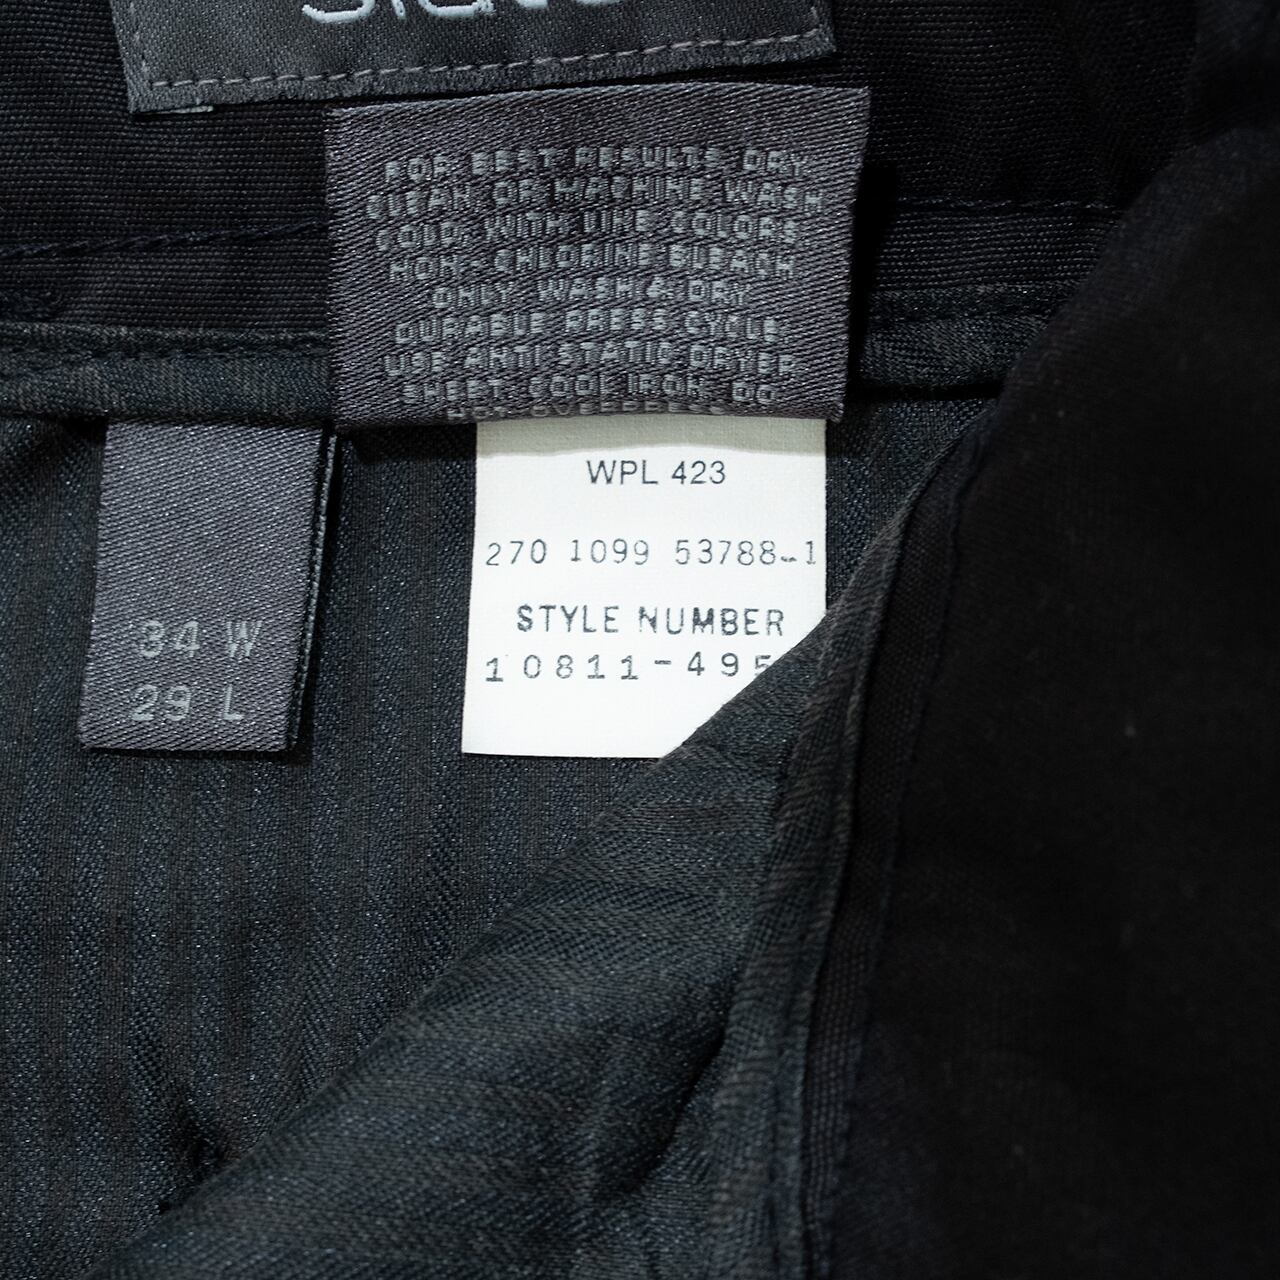 FOR BEST RESULTS DRY-
CLEAN OR MACHINE WASH
COLD WITH LIKE COLORS.
NON-CHLORINE BLEACH
ONLY. WASH & DRY
DURABLE PRESS CYCLE.
USE ANTI STATIC DRYER
SHEET. COOL IRON. DO
NOT OVERPRESS
WPL 423
270 1099 53788-1
STYLE NUMBER
10811-495
34 W
29 L